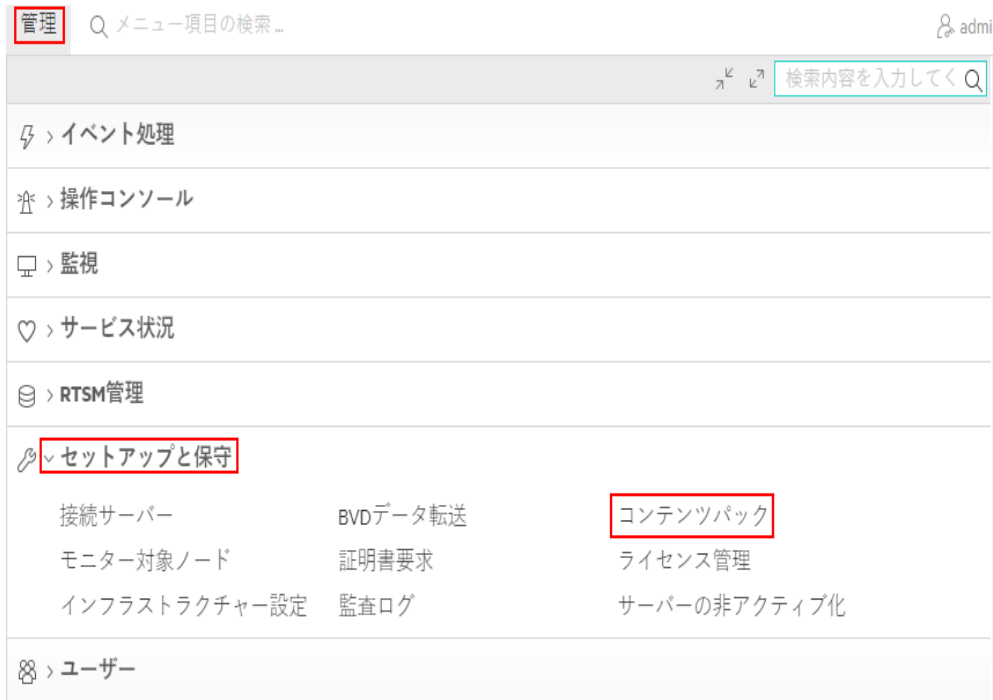 管理 メニュー項目の検索... admi
検索内容を入力してく
イベント処理
操作コンソール
監視
サービス状況
RTSM管理
セットアップと保守
接続サーバー BVDデータ転送 コンテンツパック
モニター対象ノード 証明書要求 ライセンス管理
インフラストラクチャー設定 監査ログ サーバーの非アクティブ化
ユーザー